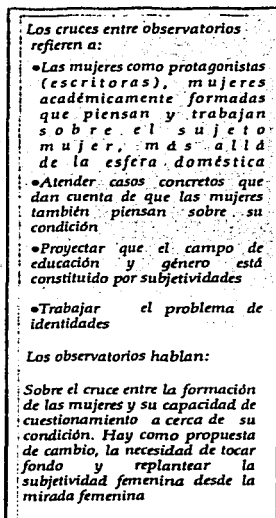 Los cruces entre observatorios
refieren a:
•Las mujeres como protagonistas
(escritoras), mujeres
académicamente formadas
que piensan y trabajan
sobre el sujeto
mujer, más allá
de la esfera doméstica
•Atender casos concretos que
dan cuenta de que las mujeres
también piensan sobre su
condición
•Proyectar que el campo de
educación y género está
constituido por subjetividades
•Trabajar el problema de
identidades
Los observatorios hablan:
Sobre el cruce entre la formación
de las mujeres y su capacidad de
cuestionamiento a cerca de su
condición. Hay como propuesta
de cambio, la necesidad de tocar
fondo y replantear la
subjetividad femenina desde la
mirada femenina